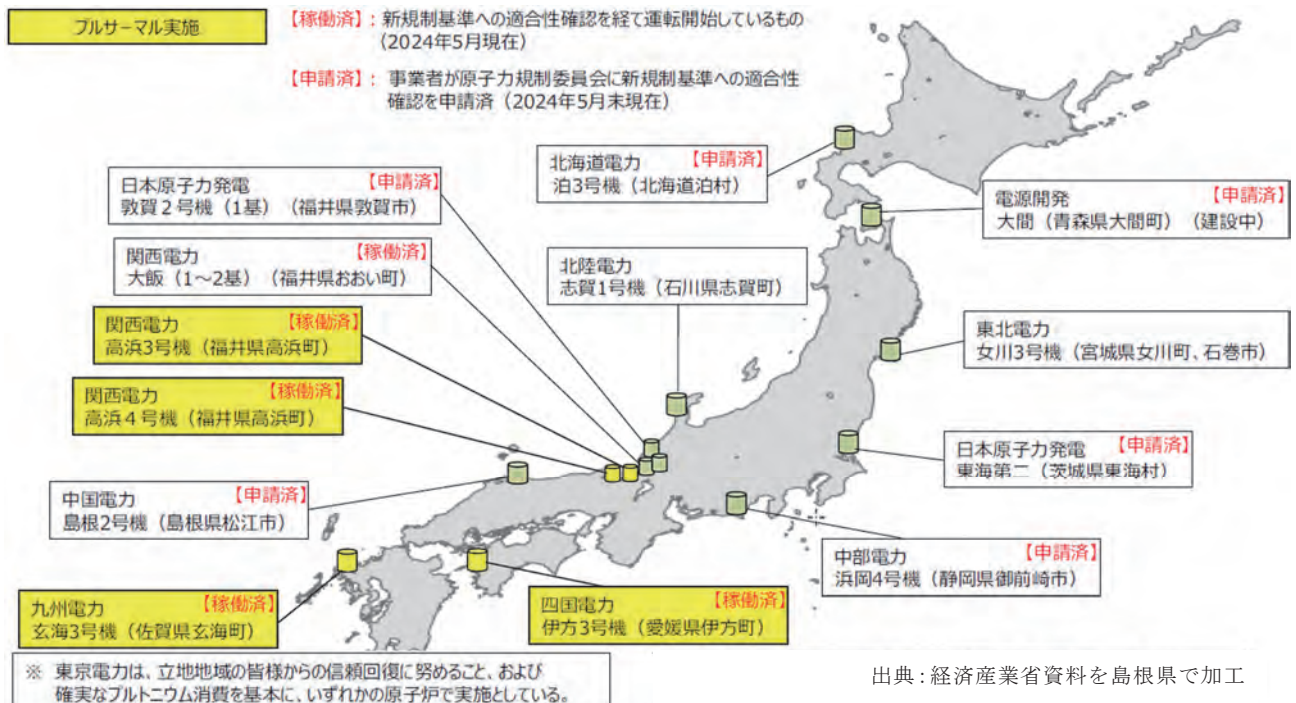 プルサーマル実施
【稼働済】: 新規制基準への適合性確認を経て運転開始しているもの
(2024年5月現在)
【申請済】: 事業者が原子力規制委員会に新規制基準への適合性
確認を申請済（2024年5月末現在）
北海道電力 【申請済】
泊3号機（北海道泊村）
日本原子力発電 【申請済】
敦賀２号機（1基）（福井県敦賀市）
電源開発 【申請済】
大間（青森県大間町）（建設中）
関西電力 【稼働済】
大飯（1～2基）（福井県おおい町）
北陸電力
志賀1号機（石川県志賀町）
関西電力 【稼働済】
高浜3号機（福井県高浜町）
東北電力
女川3号機（宮城県女川町、石巻市）
関西電力 【稼働済】
高浜４号機（福井県高浜町）
日本原子力発電 【申請済】
東海第二（茨城県東海村）
中国電力 【申請済】
島根2号機（島根県松江市）
中部電力 【申請済】
浜岡4号機（静岡県御前崎市）
九州電力 【稼働済】
玄海3号機（佐賀県玄海町）
四国電力 【稼働済】
伊方3号機（愛媛県伊方町）
※ 東京電力は、立地地域の皆様からの信頼回復に努めること、および
確実なプルトニウム消費を基本に、いずれかの原子炉で実施としている。
出典：経済産業省資料を島根県で加工